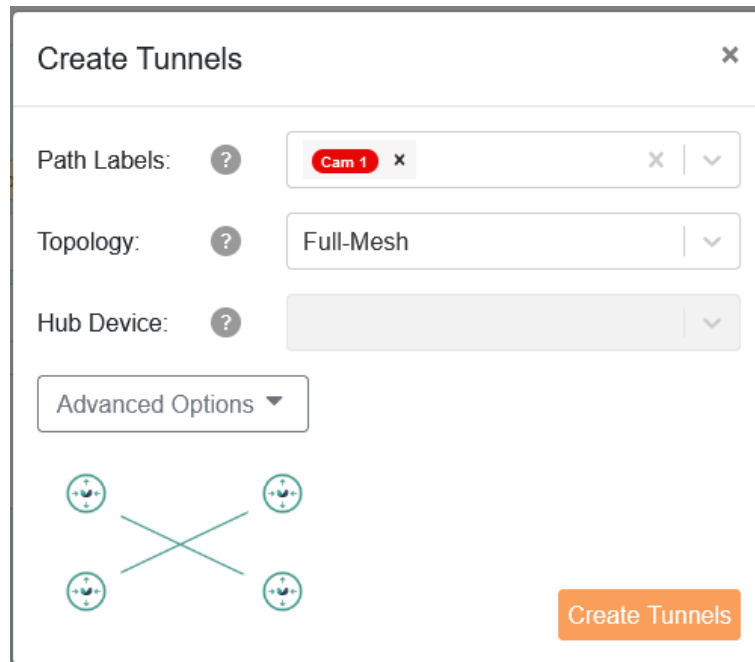 Create Tunnels ×
Path Labels: ? Cam 1 × ×
Topology: ? Full-Mesh
Hub Device: ?
Advanced Options
Create Tunnels